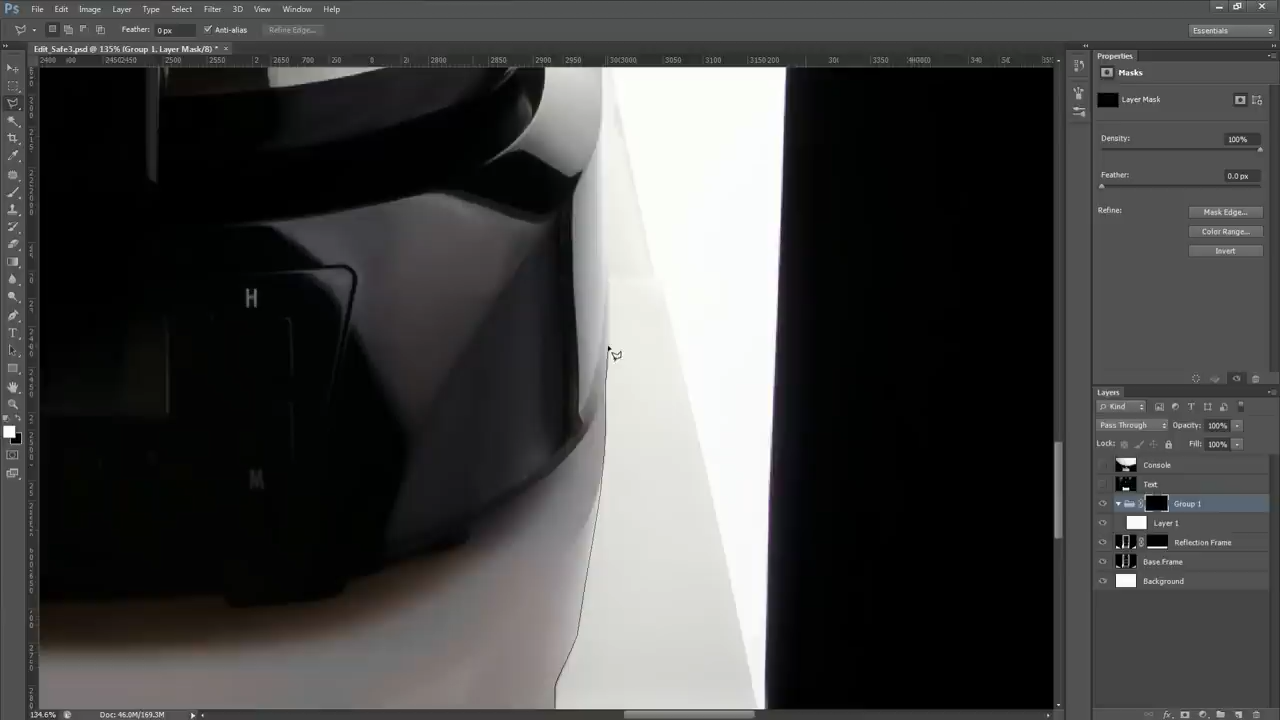 Ps File Edit Image Layer Type Select Filter 3D View Window Help
Feather: 0 px Anti-alias Refine Edge... Essentials
Edit_Safe3.psd @ 135% (Group 1, Layer Mask/8) * ×
Properties
Masks
Layer Mask
Density: 100%
Feather: 0.0 px
Refine: Mask Edge...
Color Range...
Invert
H
M
Layers
Kind
Pass Through Opacity: 100%
Lock: Fill: 100%
Console
Text
Group 1
Layer 1
Reflection Frame
Base Frame
Background
134.6% Doc: 46.0M/169.3M